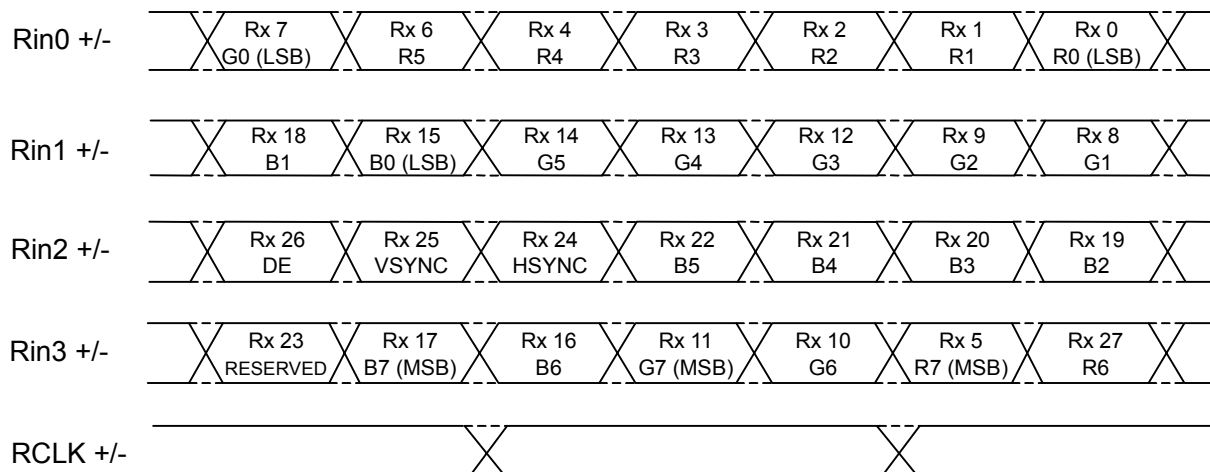 Rin0 +/-
Rx 7 Rx 6 Rx 4 Rx 3 Rx 2 Rx 1 Rx 0
G0 (LSB) R5 R4 R3 R2 R1 R0 (LSB)
Rin1 +/-
Rx 18 Rx 15 Rx 14 Rx 13 Rx 12 Rx 9 Rx 8
B1 B0 (LSB) G5 G4 G3 G2 G1
Rin2 +/-
Rx 26 Rx 25 Rx 24 Rx 22 Rx 21 Rx 20 Rx 19
DE VSYNC HSYNC B5 B4 B3 B2
Rin3 +/-
Rx 23 Rx 17 Rx 16 Rx 11 Rx 10 Rx 5 Rx 27
RESERVED B7 (MSB) B6 G7 (MSB) G6 R7 (MSB) R6
RCLK +/-